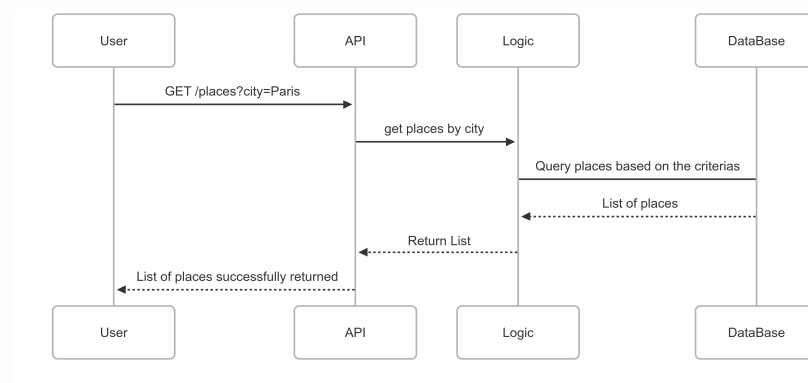 User API Logic DataBase
GET /places?city=Paris
get places by city
Query places based on the criterias
List of places
Return List
List of places successfully returned
User API Logic DataBase